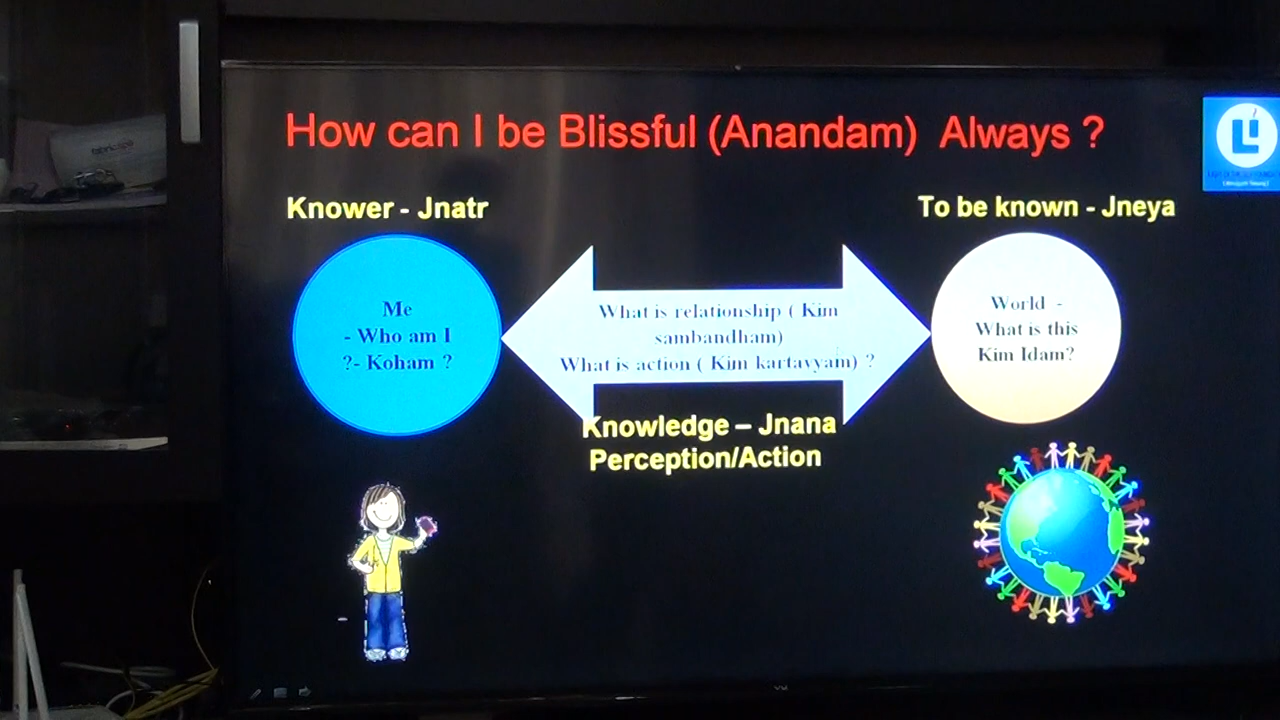 How can I be Blissful (Anandam) Always ?
Knower - Jnatr
To be known - Jneya
Me
- Who am I
?- Koham ?
What is relationship ( Kim
sambandham)
What is action ( Kim kartavyam) ?
World -
What is this
Kim Idam?
Knowledge – Jnana
Perception/Action